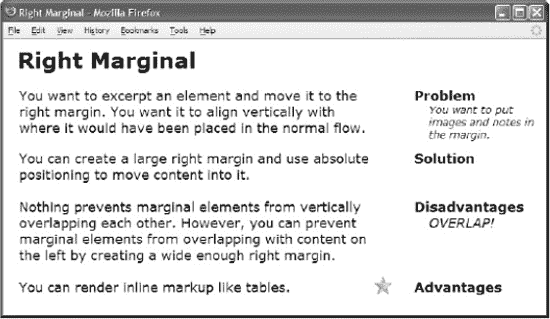 Right Marginal - Mozilla Firefox
File Edit View History Bookmarks Tools Help
Right Marginal
You want to excerpt an element and move it to the
right margin. You want it to align vertically with
where it would have been placed in the normal flow.
Problem
You want to put
images and notes in
the margin.
You can create a large right margin and use absolute
positioning to move content into it.
Solution
Nothing prevents marginal elements from vertically
overlapping each other. However, you can prevent
marginal elements from overlapping with content on
the left by creating a wide enough right margin.
Disadvantages
OVERLAP!
You can render inline markup like tables.
Advantages